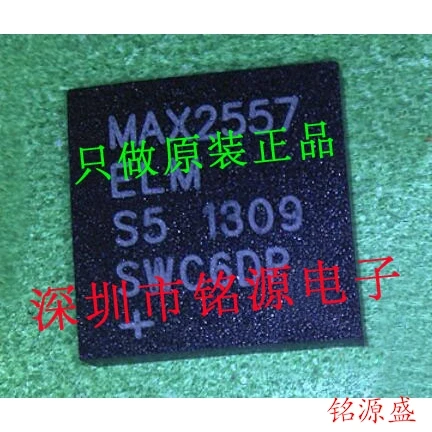 MAX2557
只做原装正品
ELM
S5 1309
SWC6DP
深圳市铭源电子
+
铭源盛